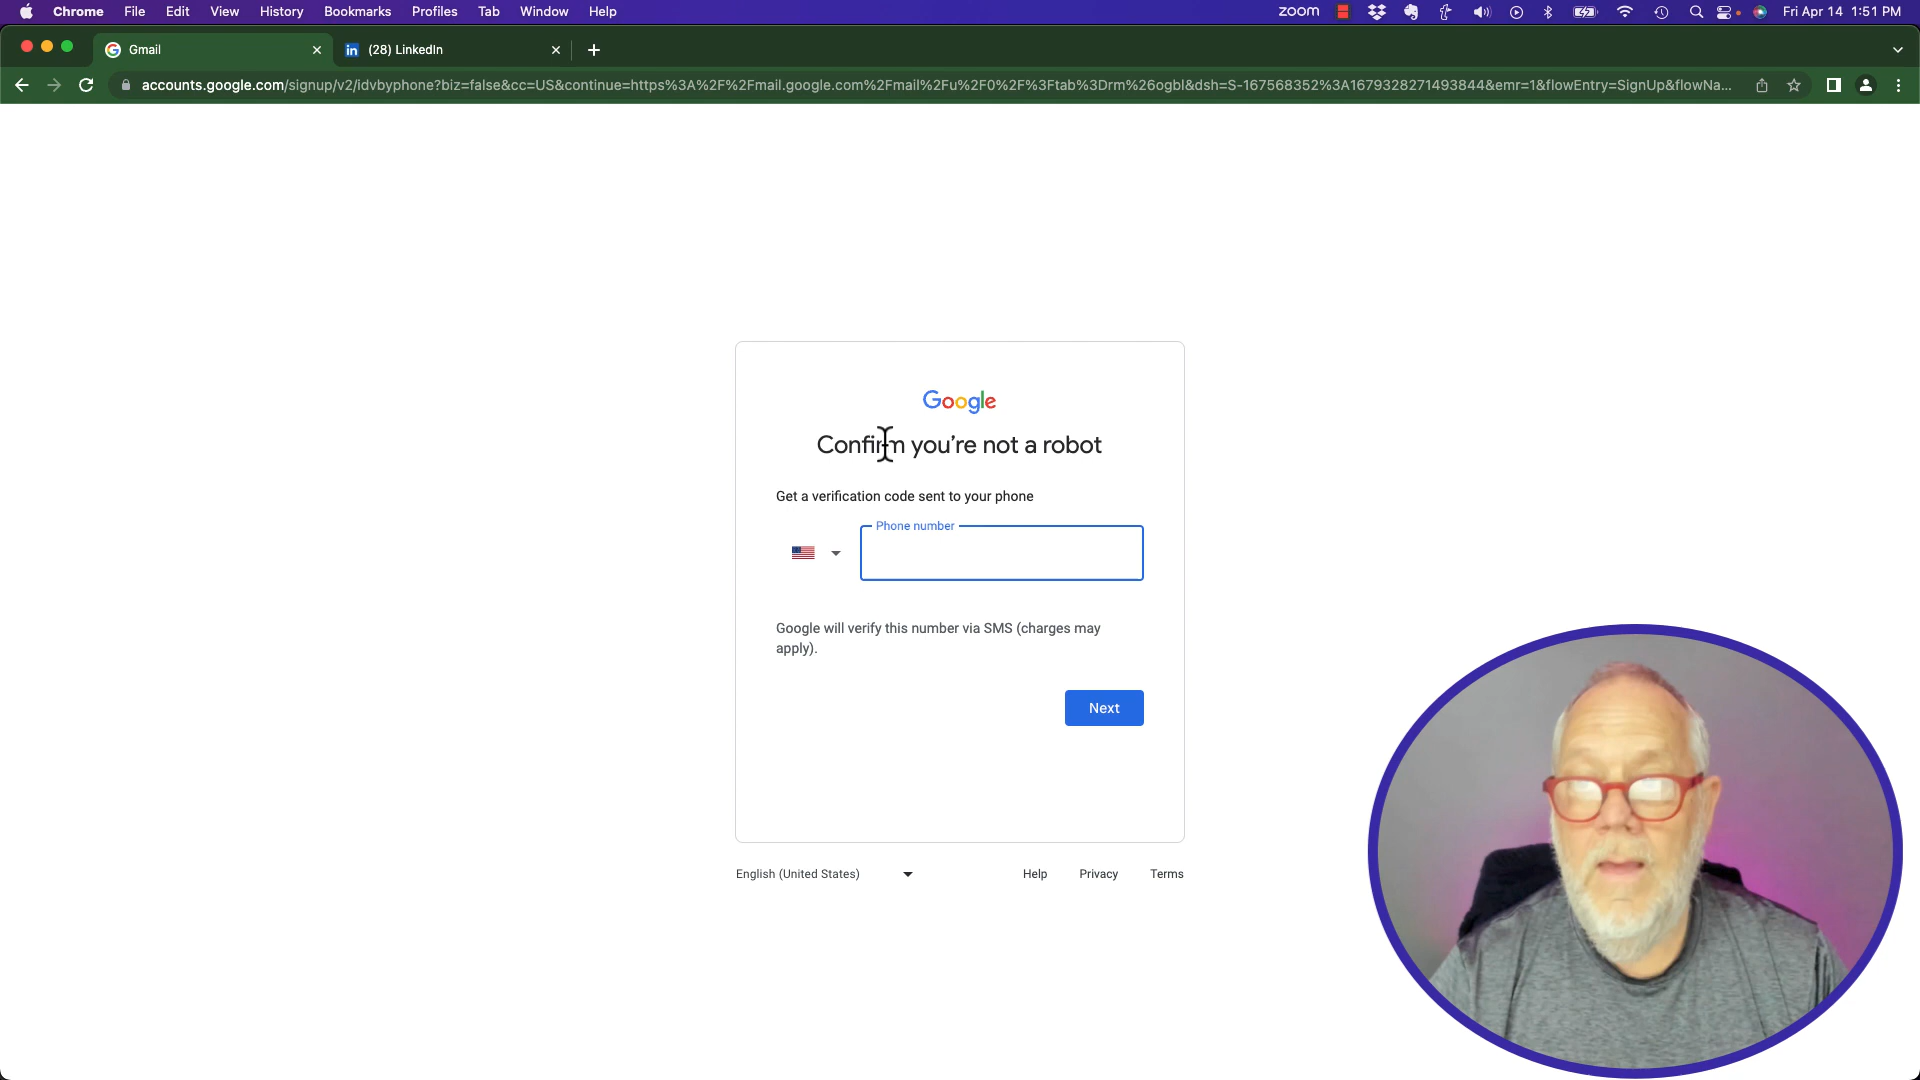 Chrome File Edit View History Bookmarks Profiles Tab Window Help zoom Fri Apr 14 1:51 PM
Gmail (28) LinkedIn
accounts.google.com/signup/v2/idvbyphone?biz=false&cc=US&continue=https%3A%2F%2Fmail.google.com%2Fmail%2Fu%2F0%2F%3Ftab%3Drm%26ogbl&dsh=S-167568352%3A1679328271493844&emr=1&flowEntry=SignUp&flowNa...
Google
Confirm you're not a robot
Get a verification code sent to your phone
Phone number
Google will verify this number via SMS (charges may
apply).
Next
English (United States) Help Privacy Terms